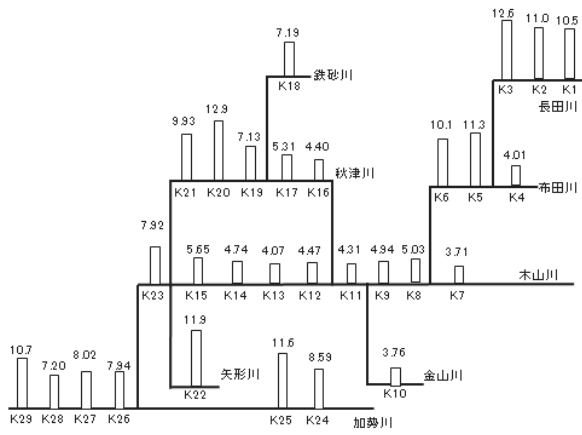 12.6 11.0 10.5
K3 K2 K1
長田川
7.19
K18
鉄砂川
9.93 12.9 7.13 5.31 4.40
K21 K20 K19 K17 K16
秋津川
10.1 11.3 4.01
K6 K5 K4
布田川
7.92 5.65 4.74 4.07 4.47 4.31 4.94 5.03 3.71
K23 K15 K14 K13 K12 K11 K9 K8 K7
木山川
11.9
K22
矢形川
3.76
K10
金山川
10.7 7.20 8.02 7.94 11.6 8.59
K29 K28 K27 K26 K25 K24
加勢川